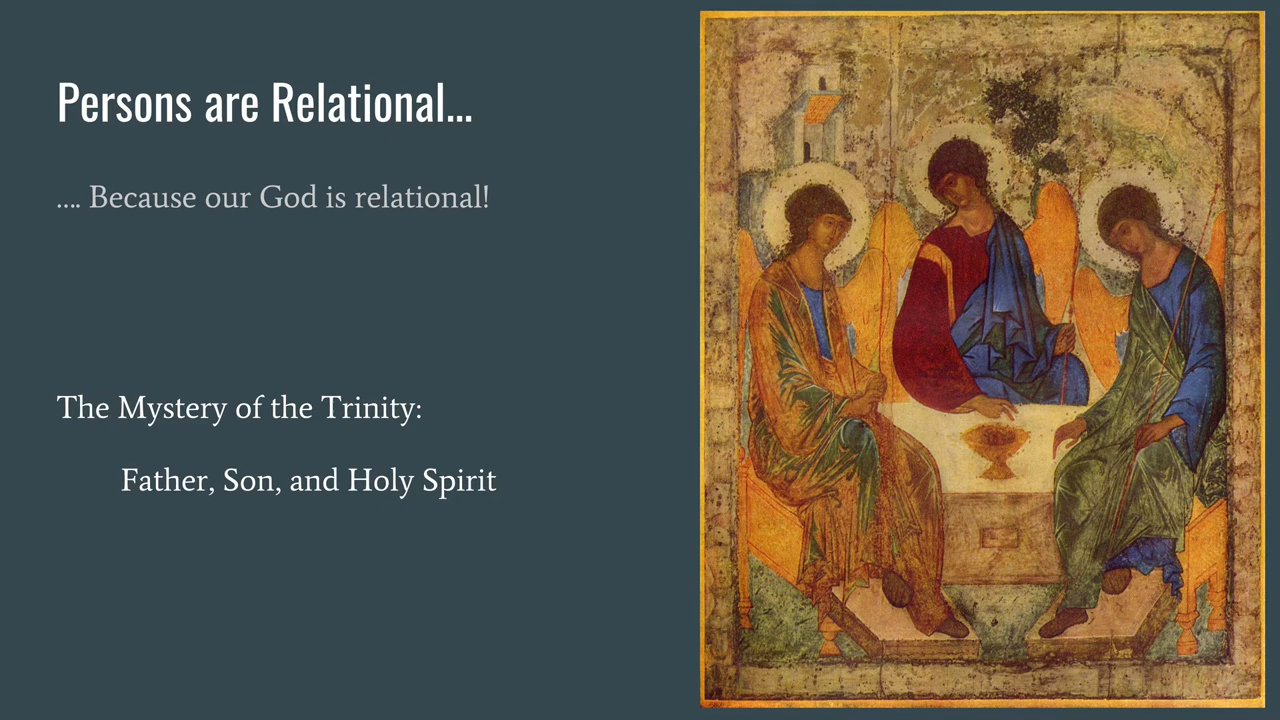 Persons are Relational...
.... Because our God is relational!
The Mystery of the Trinity:
Father, Son, and Holy Spirit